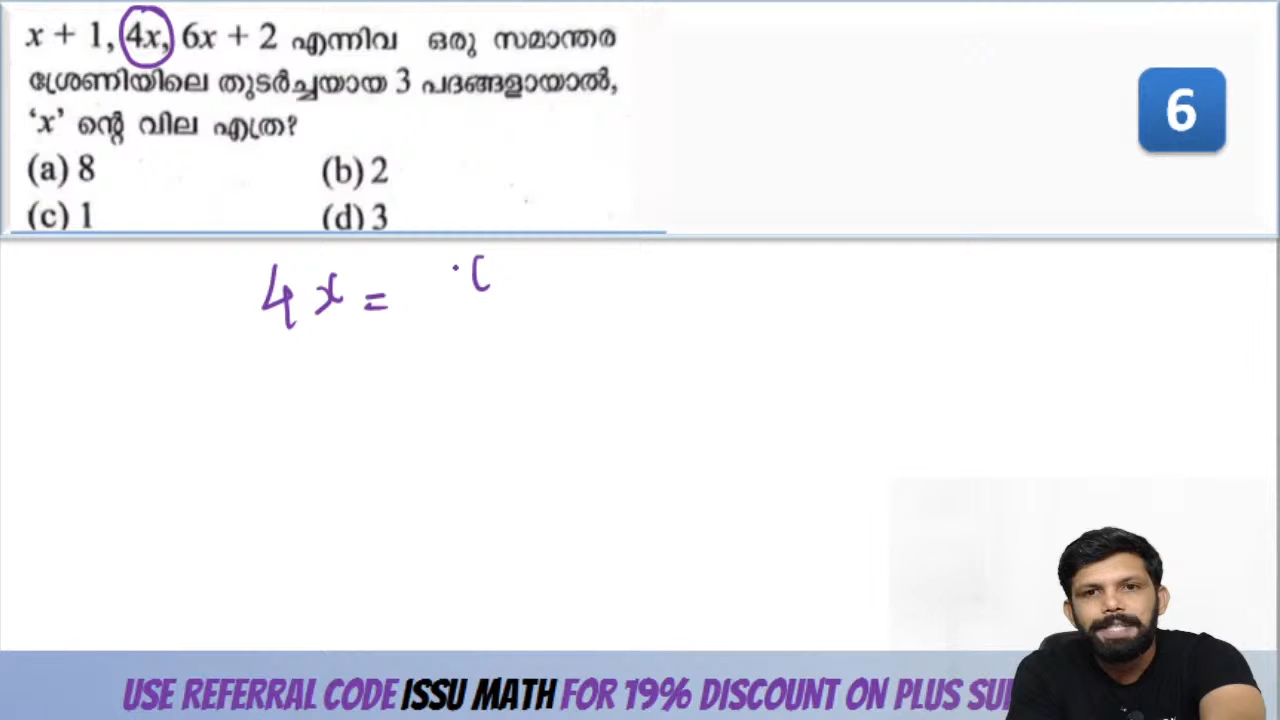 x + 1, 4x, 6x + 2 എന്നിവ ഒരു സമാന്തര
ശ്രേണിയിലെ തുടർച്ചയായ 3 പദങ്ങളായാൽ,
‘x’ ന്റെ വില എത്ര?
(a) 8 (b) 2
(c) 1 (d) 3
6
4x =
USE REFERRAL CODE ISSU MATH FOR 19% DISCOUNT ON PLUS